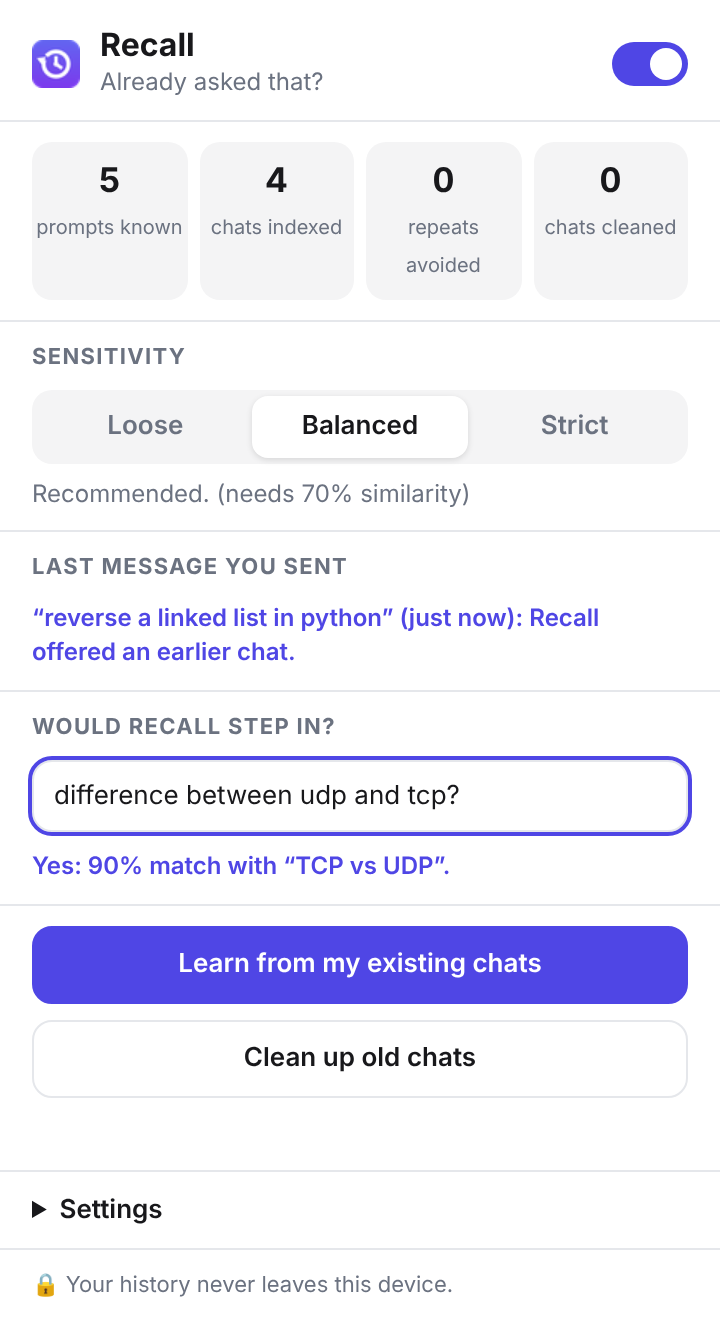 Recall
Already asked that?
5
prompts known
4
chats indexed
0
repeats
avoided
0
chats cleaned
SENSITIVITY
Loose
Balanced
Strict
Recommended. (needs 70% similarity)
LAST MESSAGE YOU SENT
“reverse a linked list in python” (just now): Recall
offered an earlier chat.
WOULD RECALL STEP IN?
difference between udp and tcp?
Yes: 90% match with “TCP vs UDP”.
Learn from my existing chats
Clean up old chats
Settings
Your history never leaves this device.